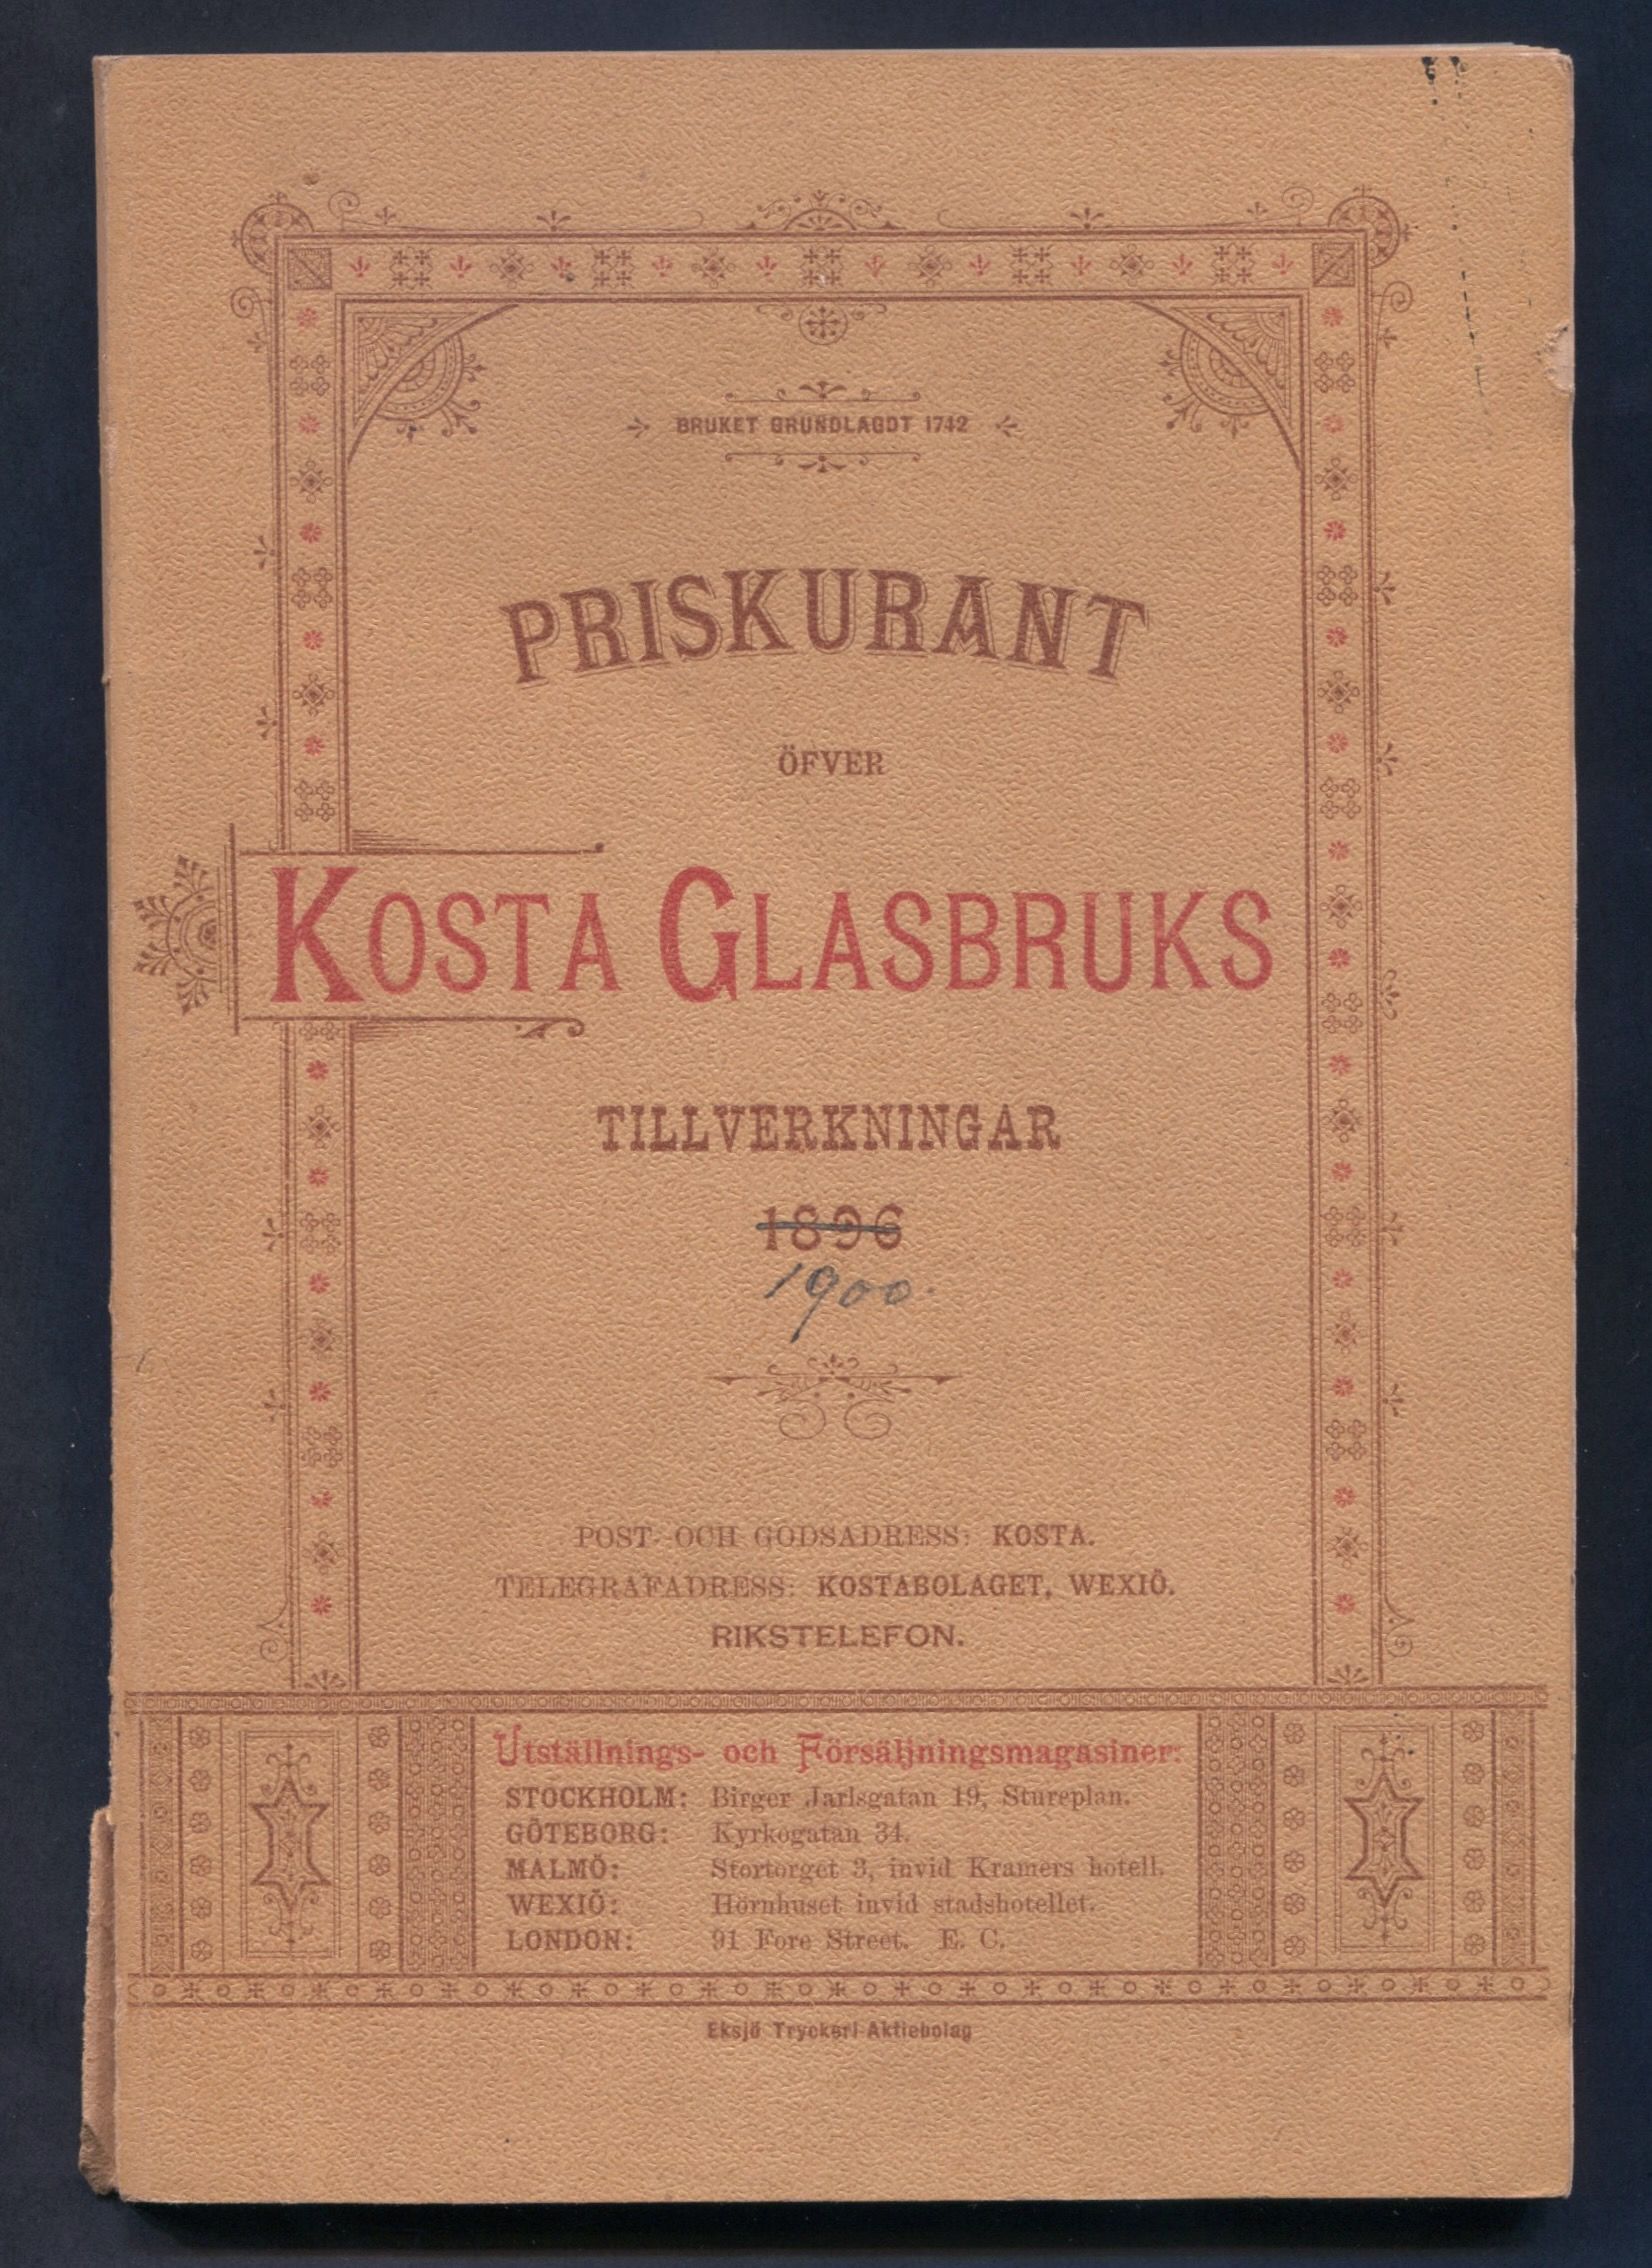 BRUKET GRUNDLAGDT 1742
PRISKURANT
ÖFVER
KOSTA GLASBRUKS
TILLVERKNINGAR
1896
1900.
POST- OCH GODSADRESS: KOSTA.
TELEGRAFADRESS: KOSTABOLAGET, WEXIÖ.
RIKSTELEFON.
Utställnings- och Försäljningsmagasiner:
STOCKHOLM: Birger Jarlsgatan 19, Stureplan.
GÖTEBORG: Kyrkogatan 34.
MALMÖ: Stortorget 3, invid Kramers hotell.
WEXIÖ: Hörnhuset invid stadshotellet.
LONDON: 91 Fore Street. E. C.
Eksjö Tryckeri-Aktiebolag